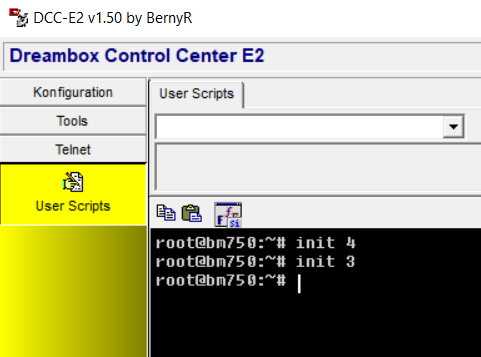 DCC-E2 v1.50 by BernyR
Dreambox Control Center E2
Konfiguration
Tools
Telnet
User Scripts
User Scripts
root@bm750:~# init 4
root@bm750:~# init 3
root@bm750:~#